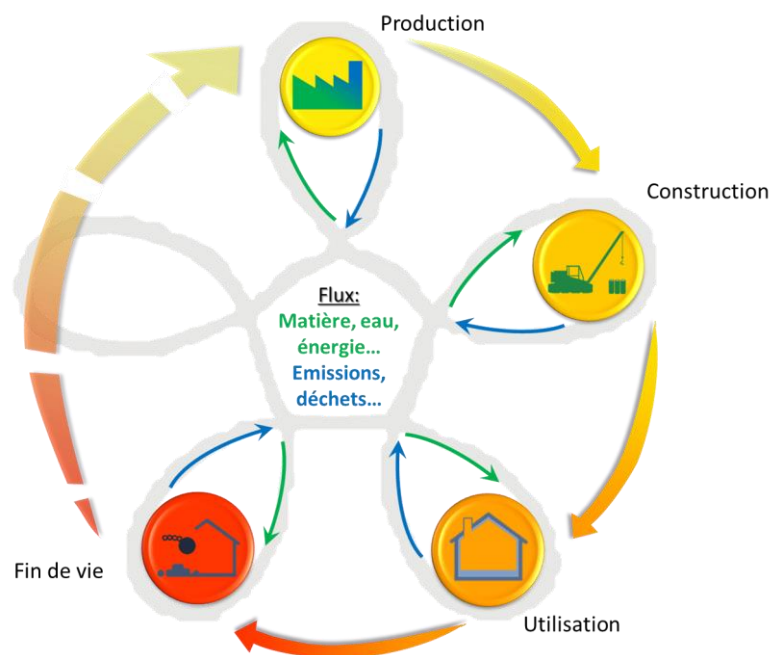 Production
Construction
Flux:
Matière, eau,
énergie...
Emissions,
déchets...
Fin de vie
Utilisation